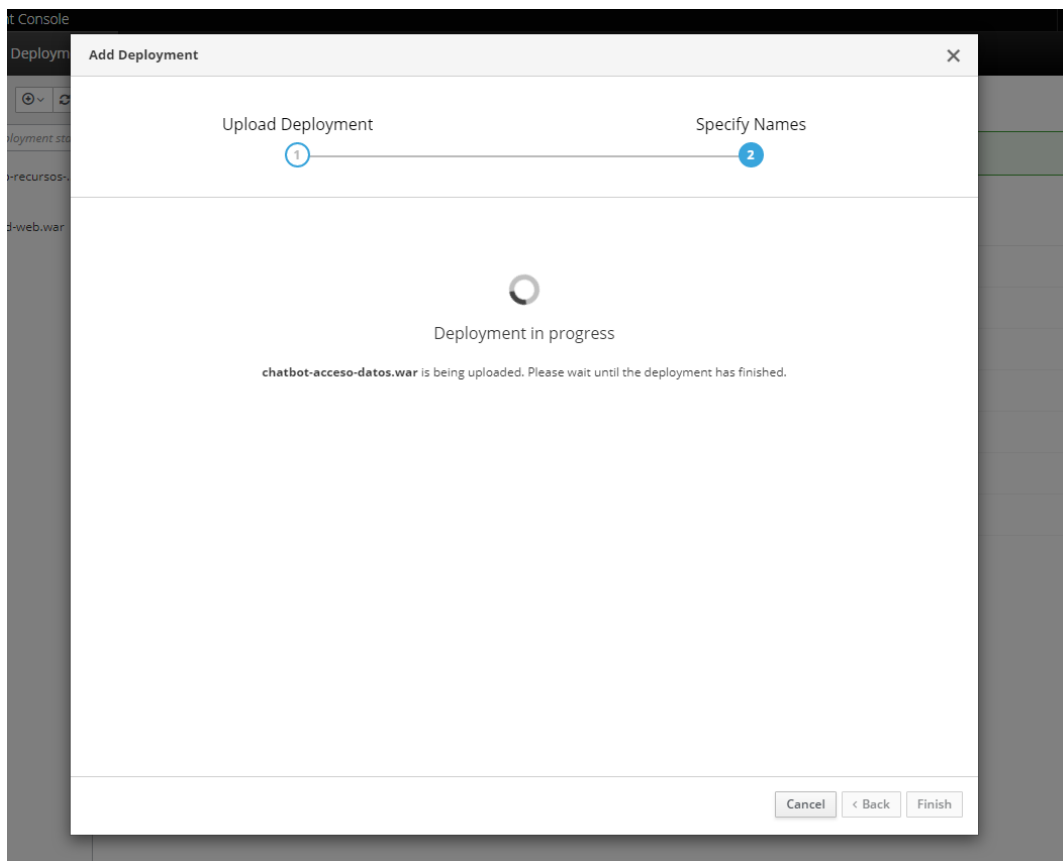 nt Console
Deploym
Add Deployment
Upload Deployment
Specify Names
1
2
ployment sta
o-recursos-..
d-web.war
Deployment in progress
chatbot-acceso-datos.war is being uploaded. Please wait until the deployment has finished.
Cancel
< Back
Finish